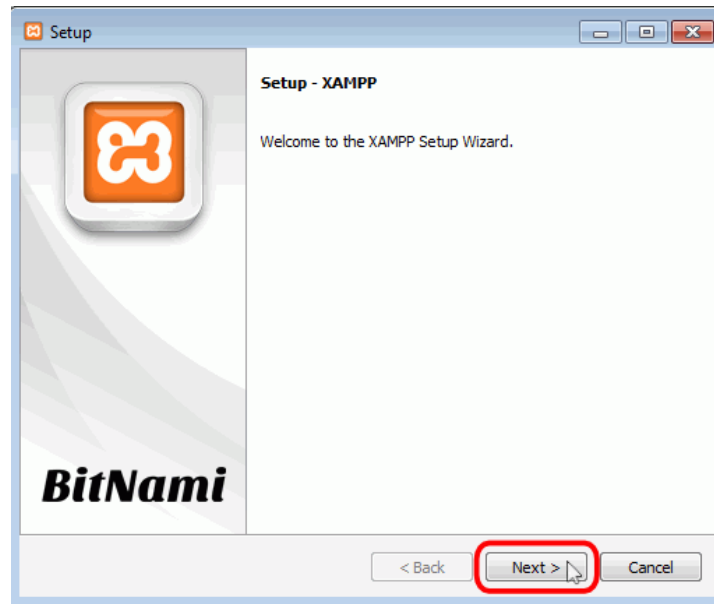 Setup
Setup - XAMPP
Welcome to the XAMPP Setup Wizard.
BitNami
< Back
Next >
Cancel